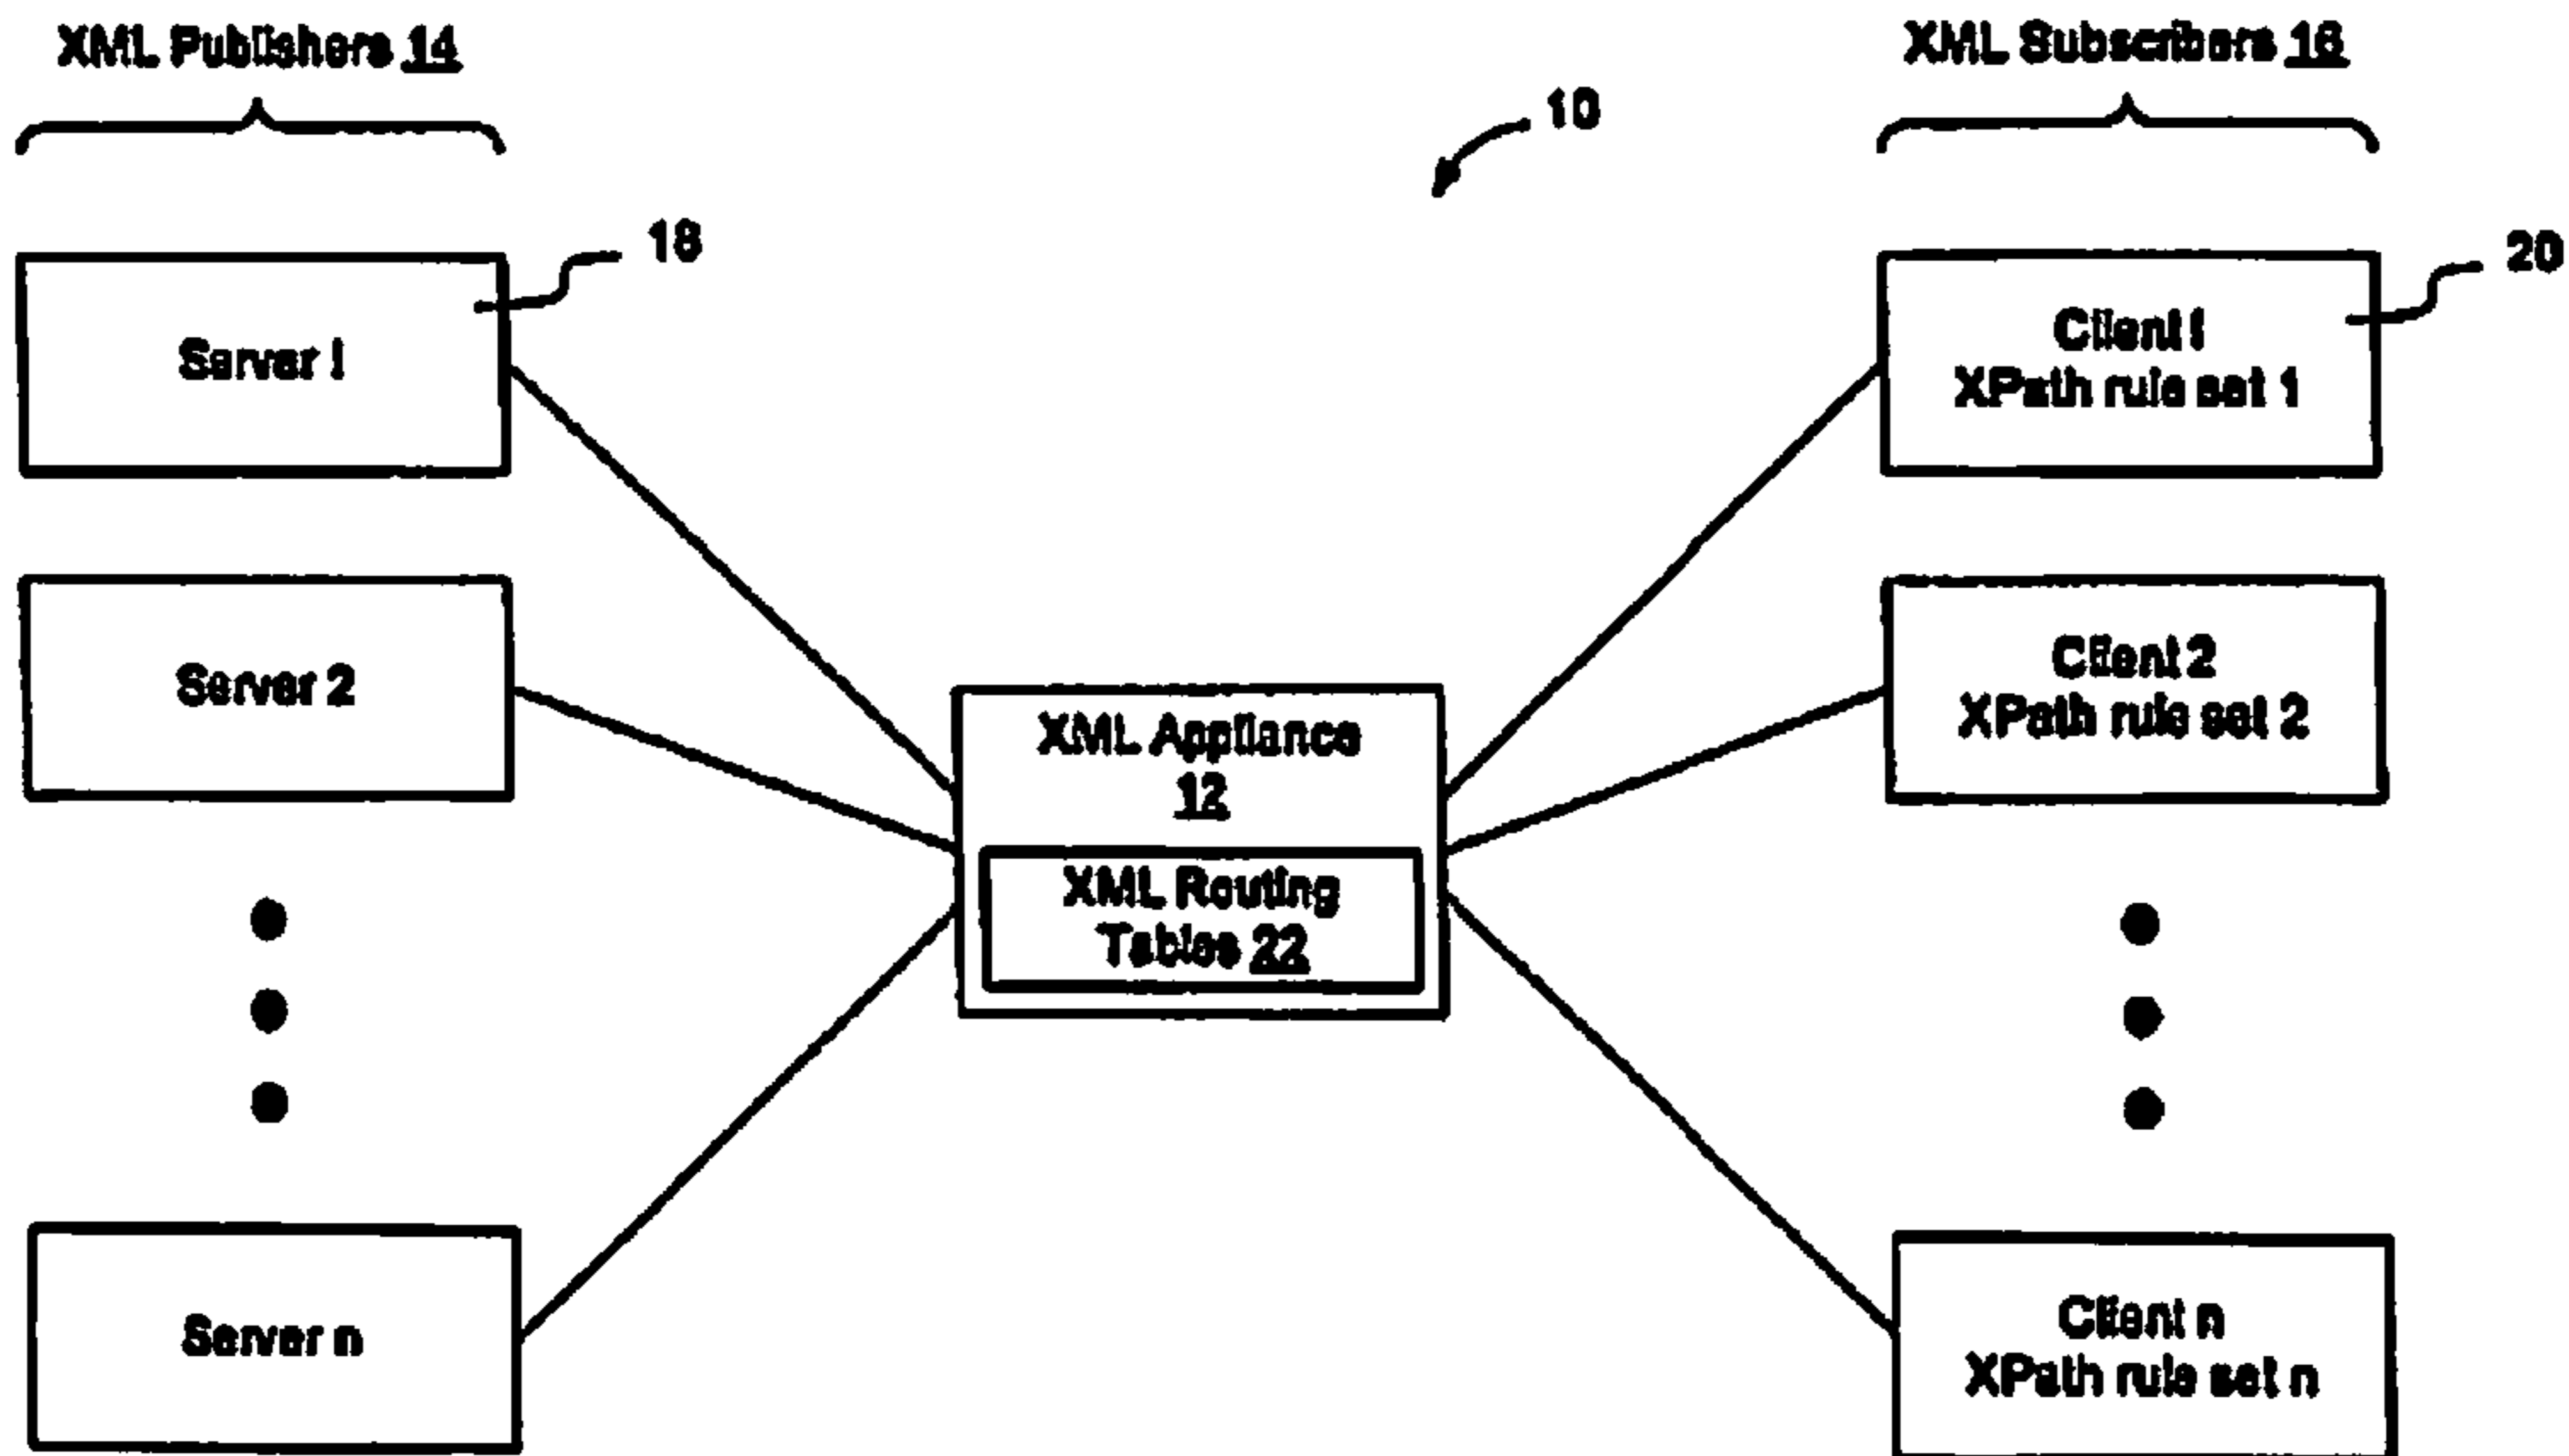 XML Publishers 14
XML Subscribers 16
10
18
20
Server 1
Client 1
XPath rule set 1
Server 2
Client 2
XPath rule set 2
XML Appliance
12
XML Routing
Tables 22
Server n
Client n
XPath rule set n